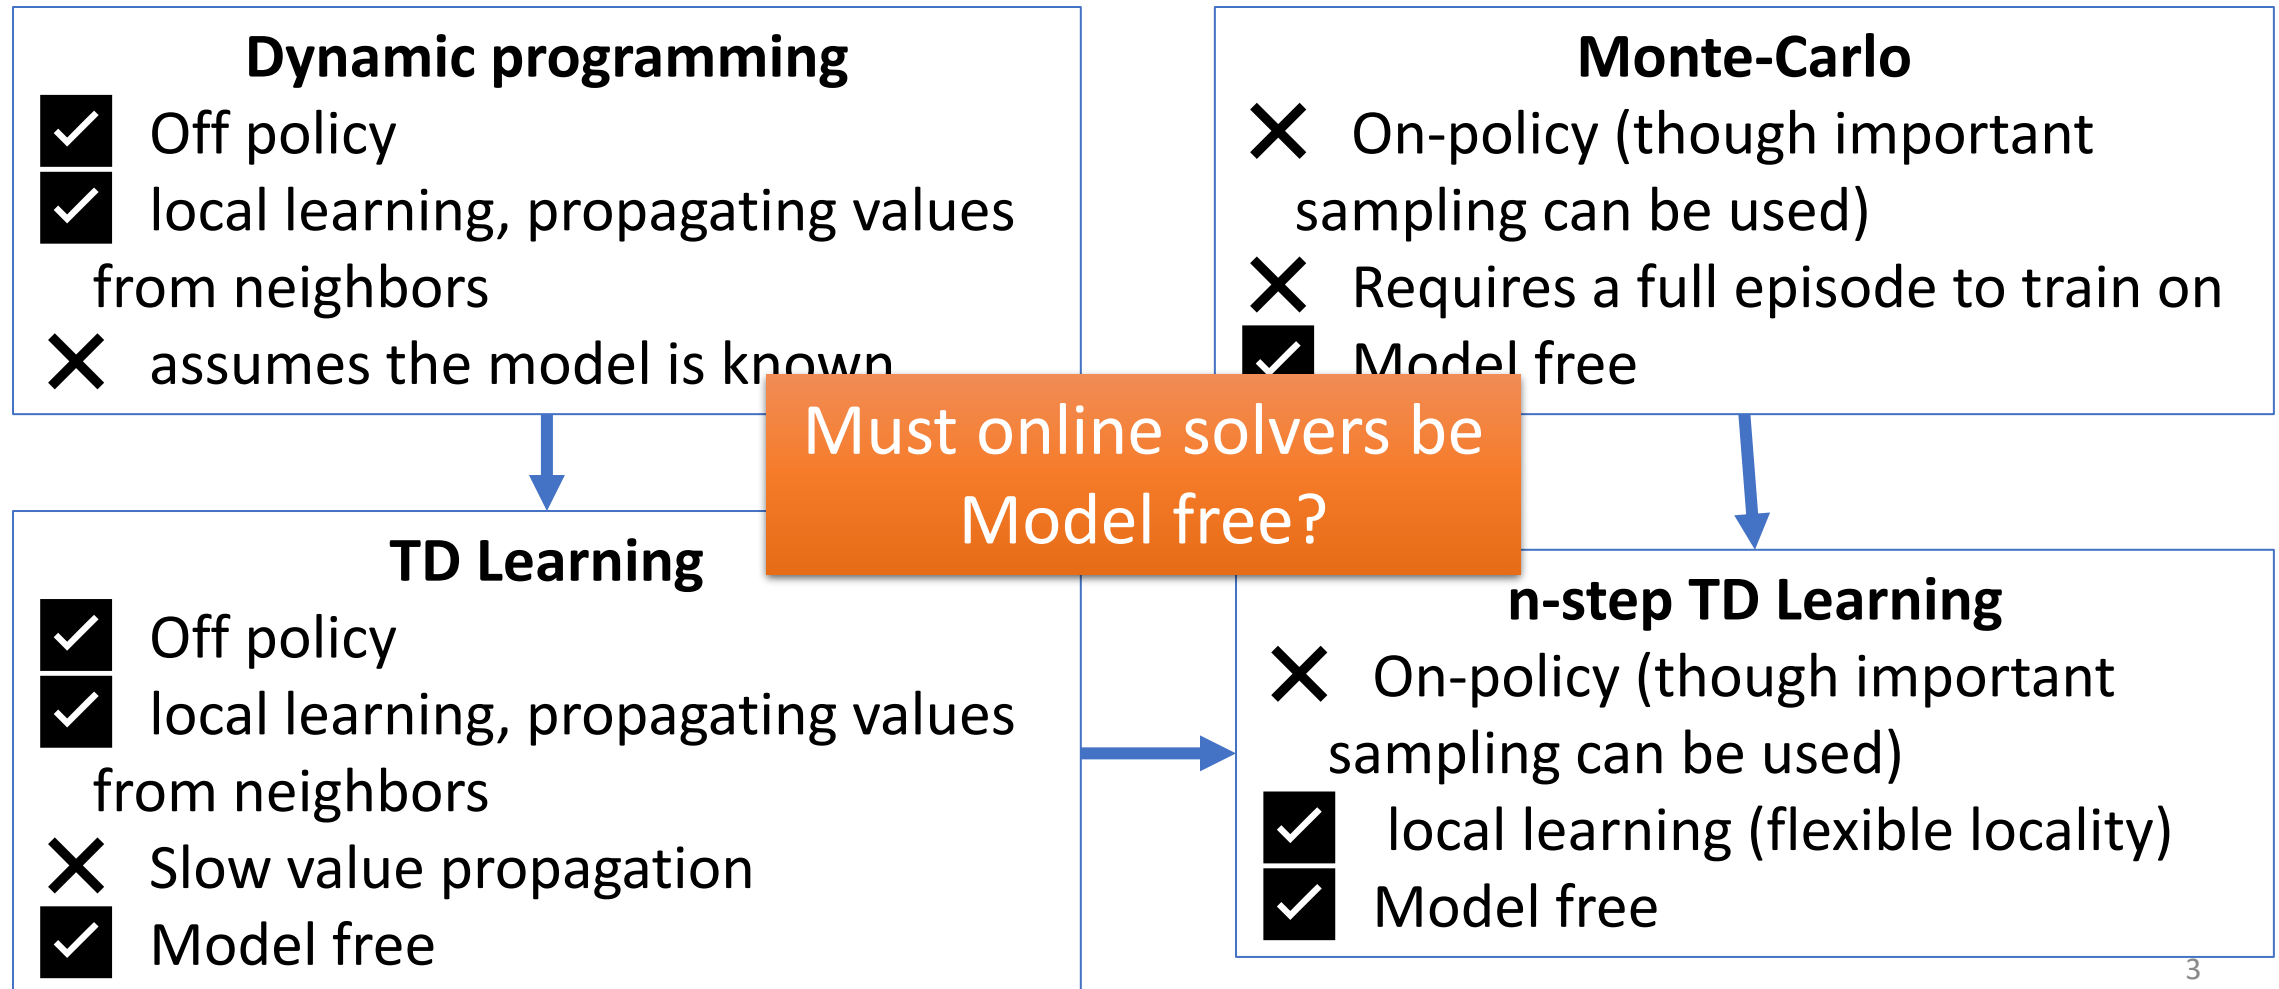 Dynamic programming
Off policy
local learning, propagating values
from neighbors
assumes the model is known
Monte-Carlo
On-policy (though important
sampling can be used)
Requires a full episode to train on
Model free
Must online solvers be
Model free?
TD Learning
Off policy
local learning, propagating values
from neighbors
Slow value propagation
Model free
n-step TD Learning
On-policy (though important
sampling can be used)
local learning (flexible locality)
Model free
3